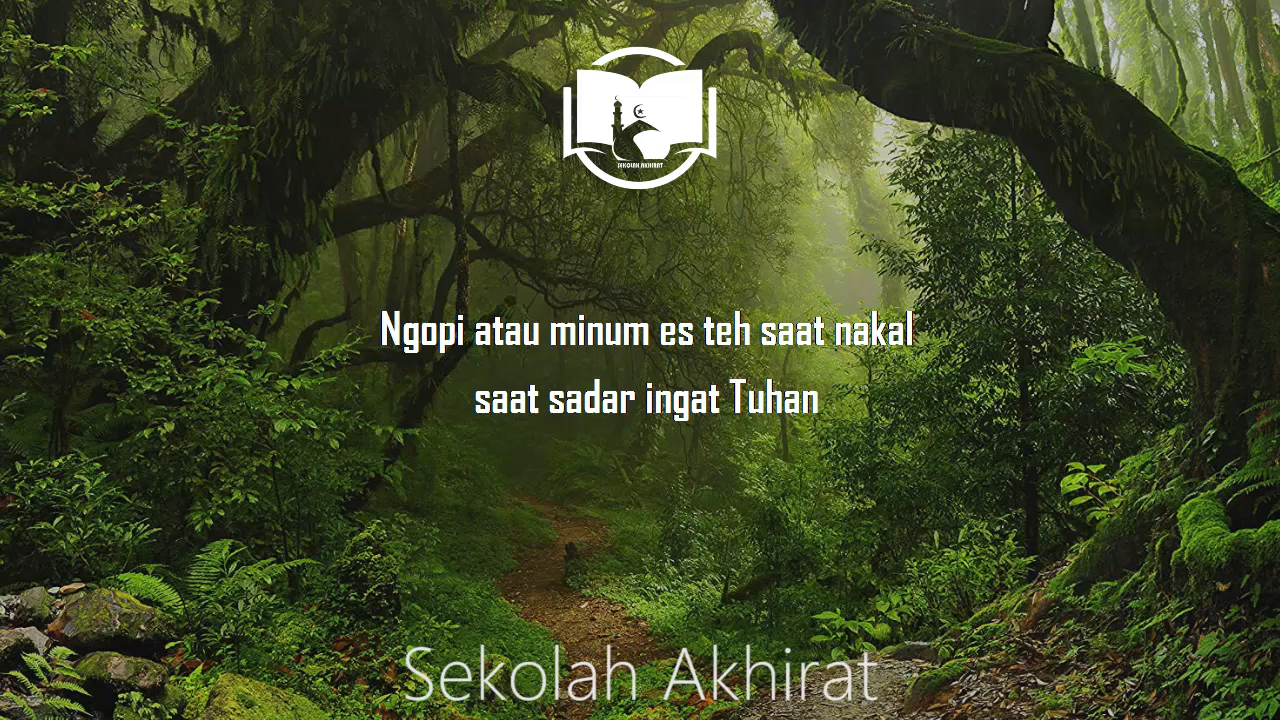 SEKOLAH AKHIRAT
Ngopi atau minum es teh saat nakal
saat sadar ingat Tuhan
Sekolah Akhirat